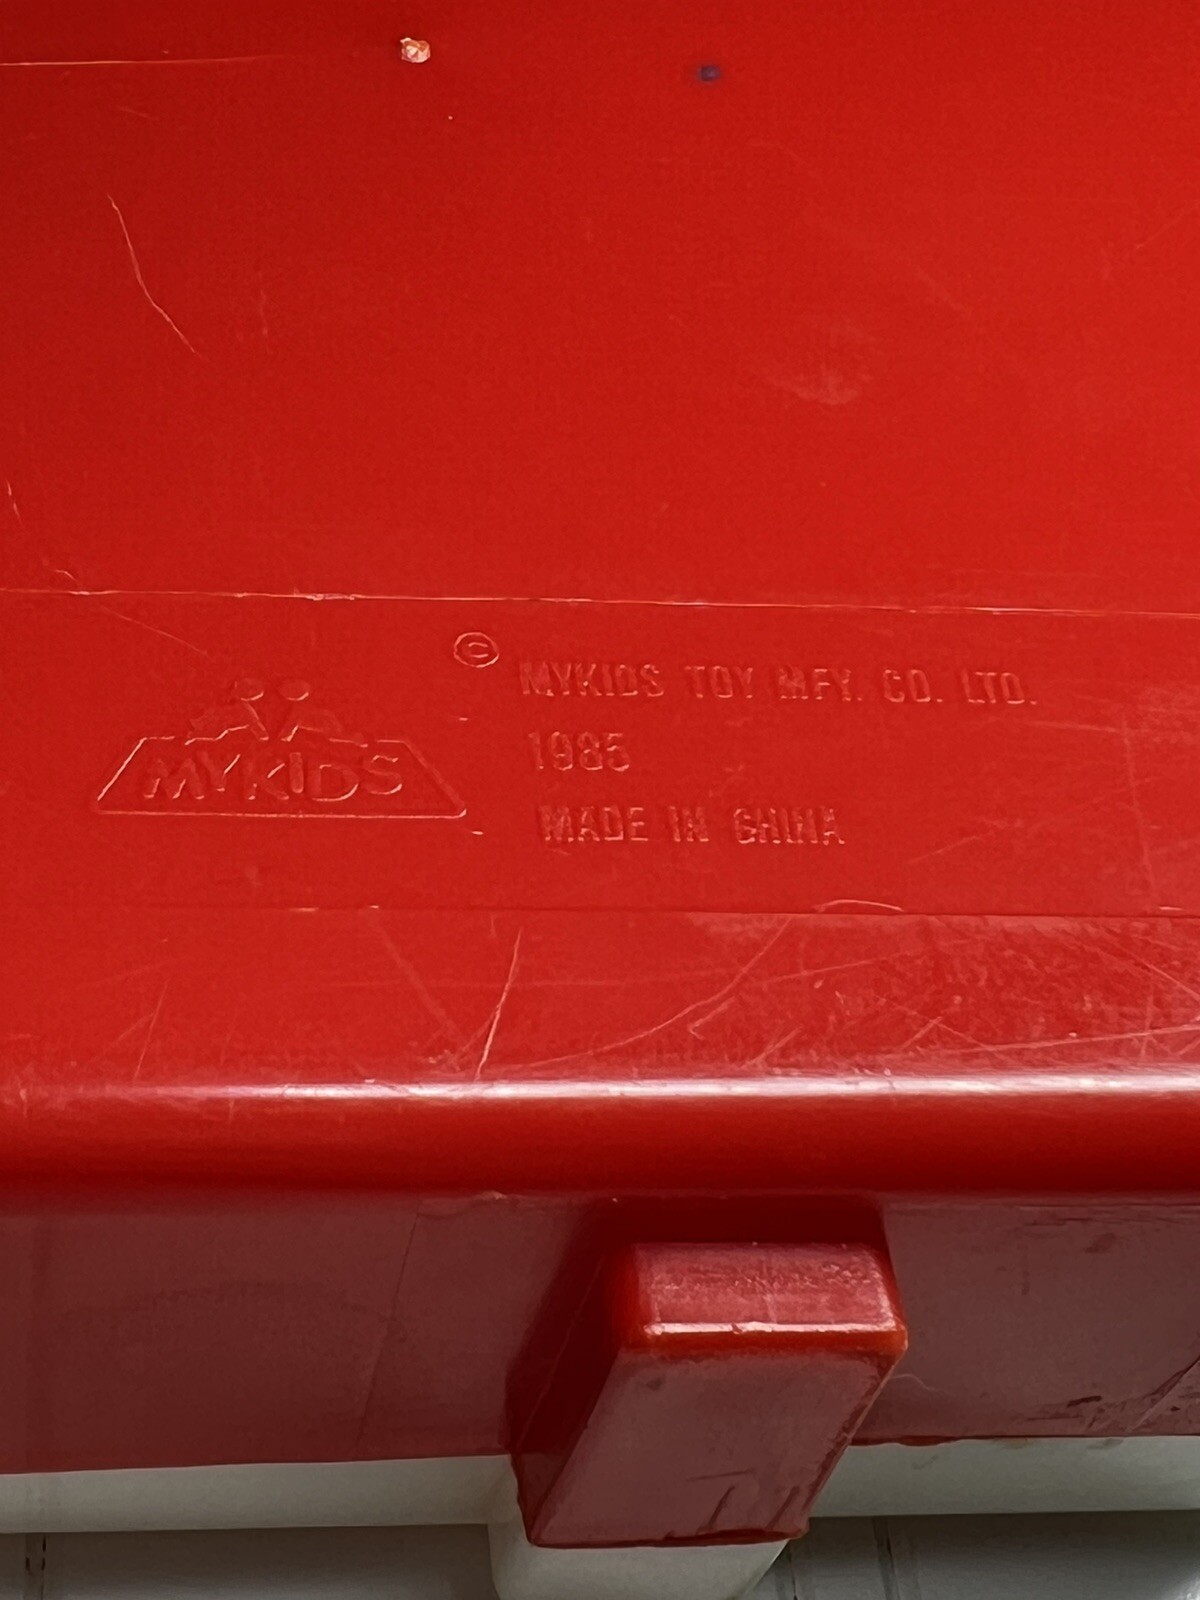 MYKIDS
© MYKIDS TOY MFY. CO. LTD.
1985
MADE IN CHINA